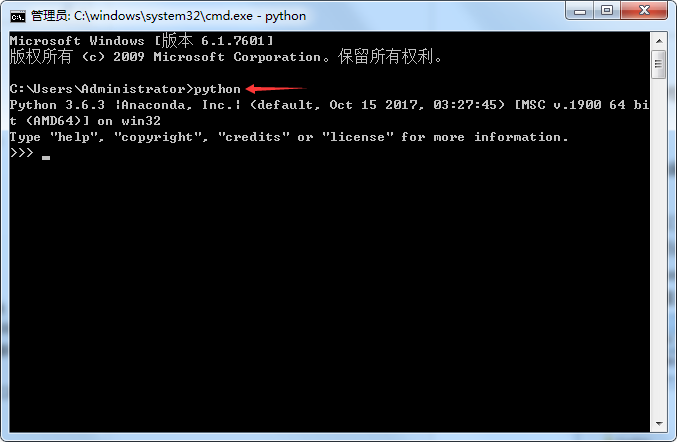 管理员: C:\windows\system32\cmd.exe - python
Microsoft Windows [版本 6.1.7601]
版权所有 (c) 2009 Microsoft Corporation。保留所有权利。
C:\Users\Administrator>python
Python 3.6.3 |Anaconda, Inc.| (default, Oct 15 2017, 03:27:45) [MSC v.1900 64 bi
t (AMD64)] on win32
Type "help", "copyright", "credits" or "license" for more information.
>>> _